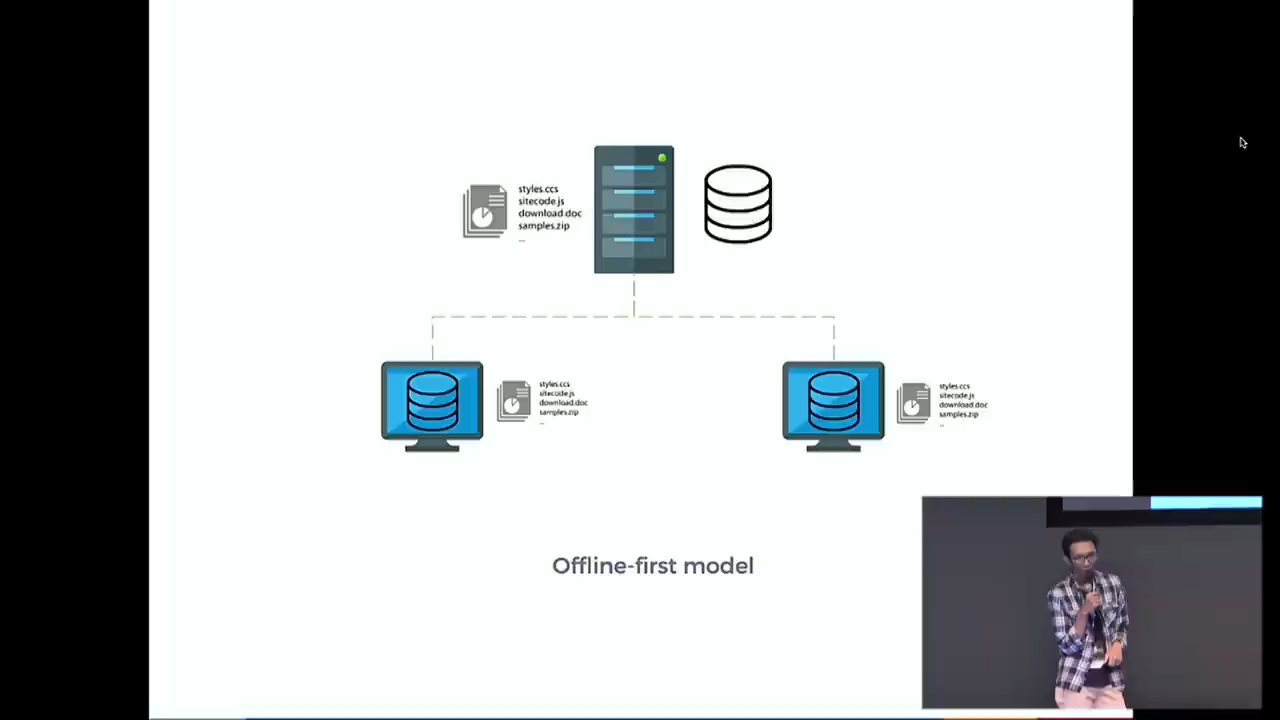 styles.ccs
sitecode.js
download.doc
samples.zip
...
styles.ccs
sitecode.js
download.doc
samples.zip
...
styles.ccs
sitecode.js
download.doc
samples.zip
...
Offline-first model